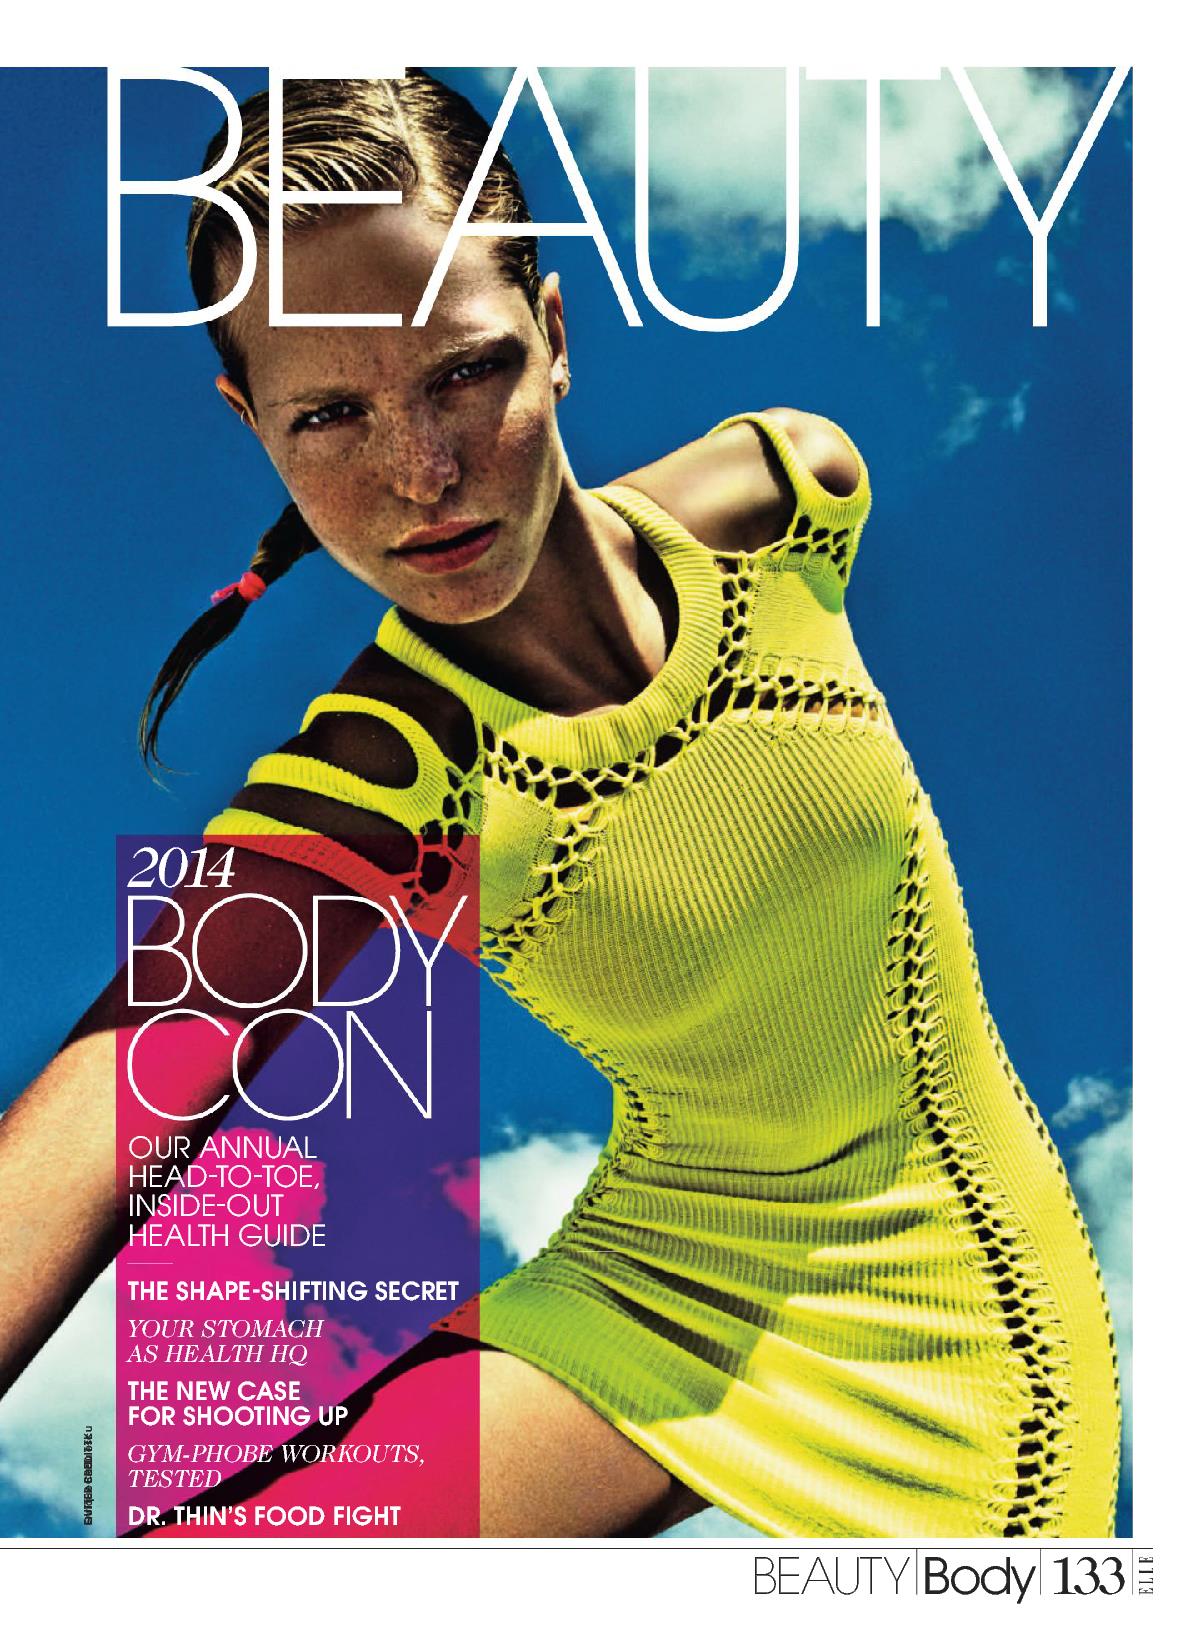 BEAUTY
2014
BODY
CON
OUR ANNUAL
HEAD-TO-TOE,
INSIDE-OUT
HEALTH GUIDE
THE SHAPE-SHIFTING SECRET
YOUR STOMACH
AS HEALTH HQ
THE NEW CASE
FOR SHOOTING UP
GYM-PHOBE WORKOUTS,
TESTED
DR. THIN'S FOOD FIGHT
BEAUTY Body 133 ELLE